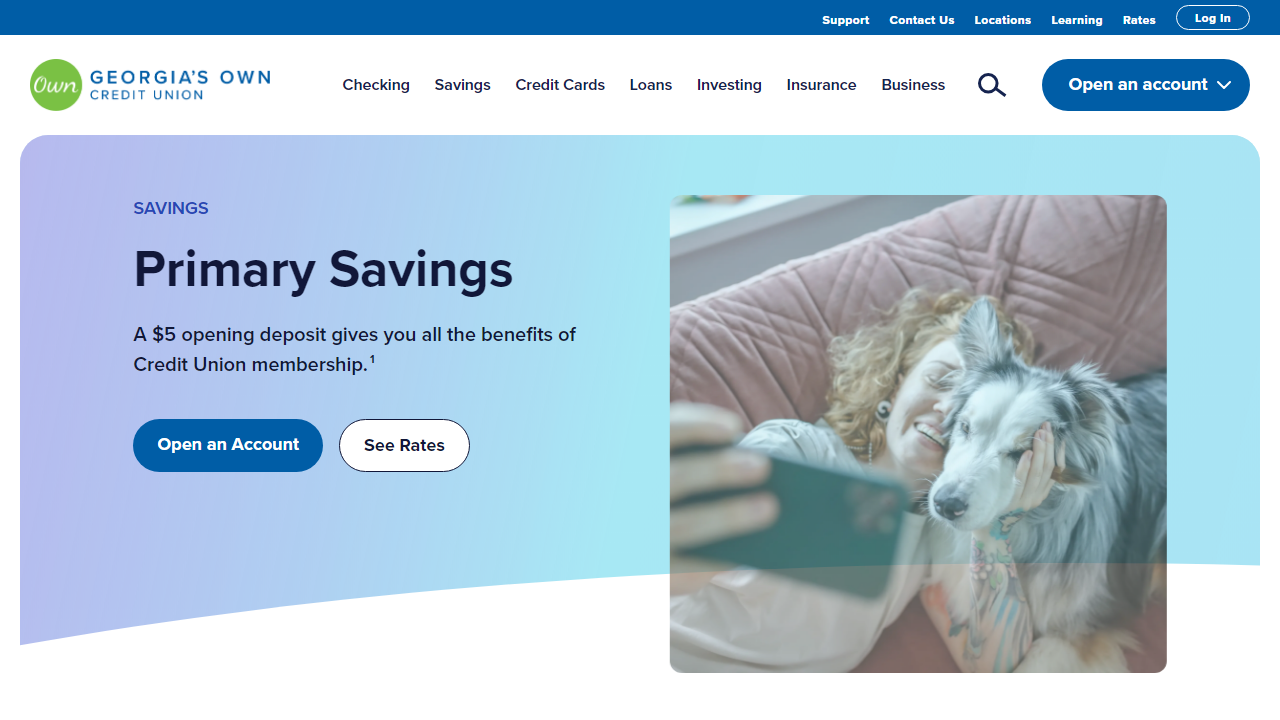 Support Contact Us Locations Learning Rates Log In
Own GEORGIA'S OWN
CREDIT UNION
Checking Savings Credit Cards Loans Investing Insurance Business Open an account
SAVINGS
Primary Savings
A $5 opening deposit gives you all the benefits of
Credit Union membership.¹
Open an Account See Rates